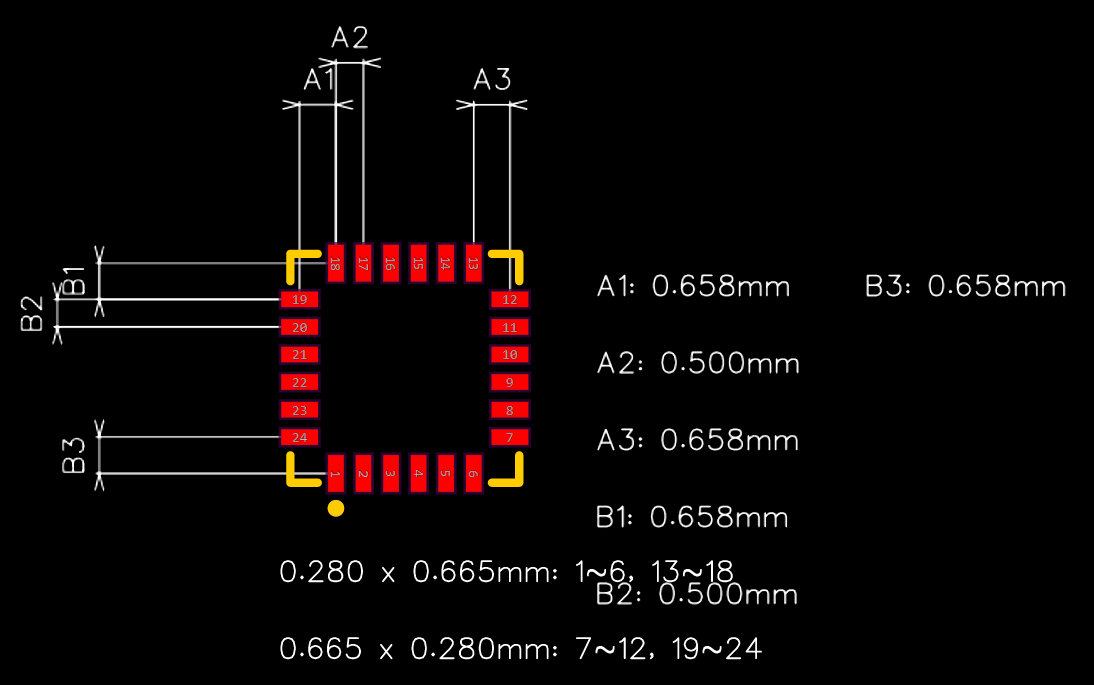 A2
A1 A3
B1
B2
B3
18 17 16 15 14 13
19 12
20 11
21 10
22 9
23 8
24 7
1 2 3 4 5 6
A1: 0.658mm B3: 0.658mm
A2: 0.500mm
A3: 0.658mm
B1: 0.658mm
0.280 x 0.665mm: 1~6, 13~18
B2: 0.500mm
0.665 x 0.280mm: 7~12, 19~24